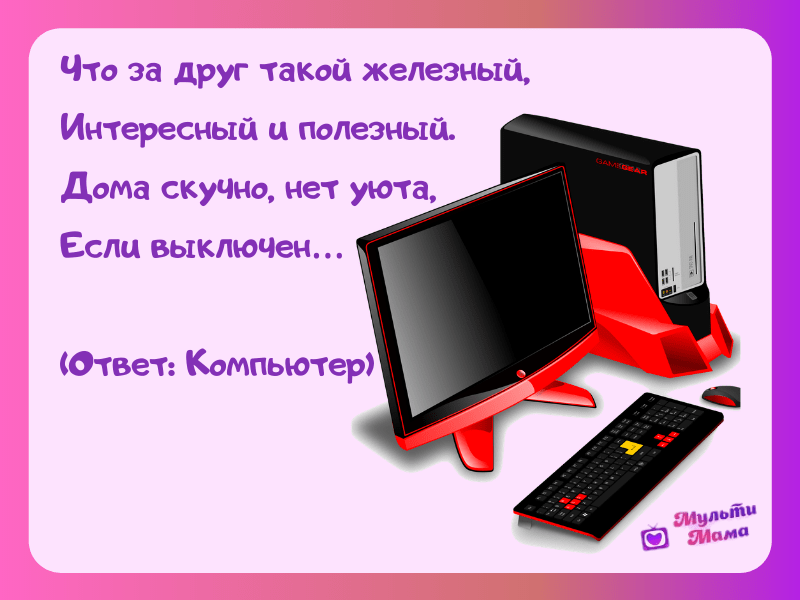 Что за друг такой железный,
Интересный и полезный.
Дома скучно, нет уюта,
Если выключен...
(Ответ: Компьютер)
Мульти
Мама